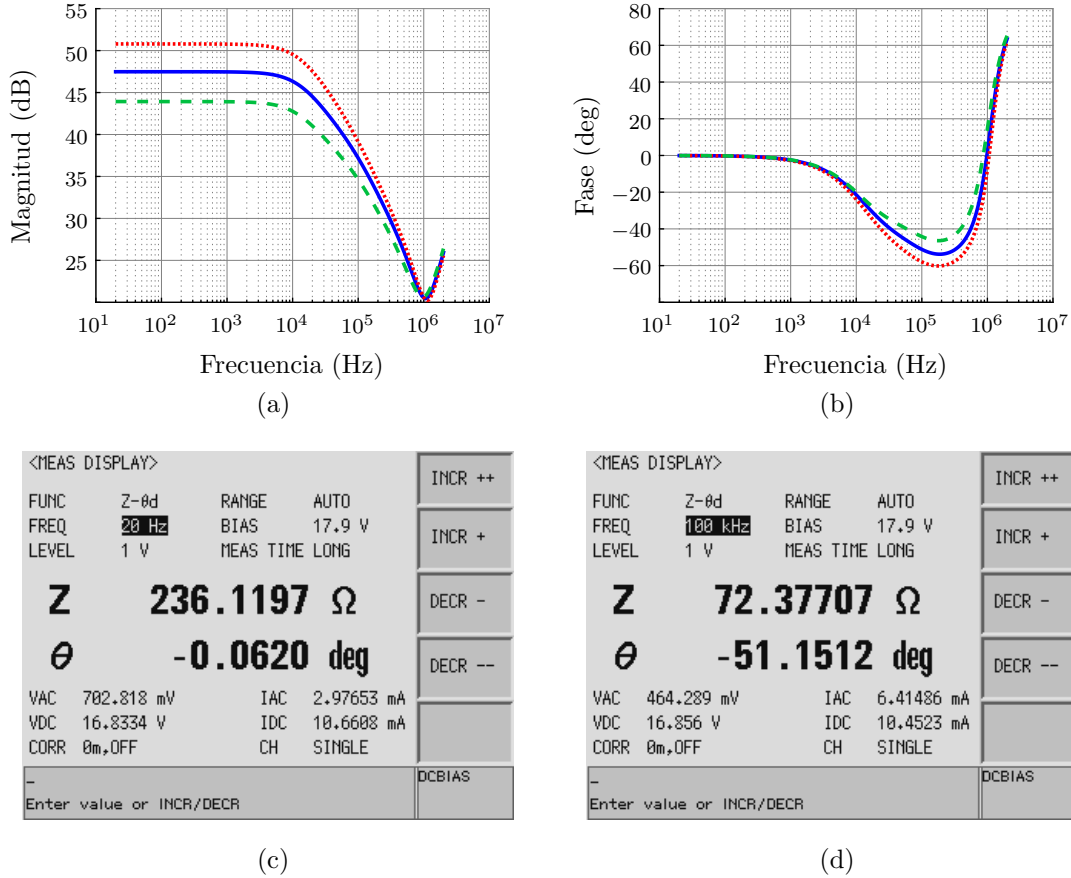 55
50
45
40
35
30
25
Magnitud (dB)
10^1 10^2 10^3 10^4 10^5 10^6 10^7
Frecuencia (Hz)
(a)
80
60
40
20
0
−20
−40
−60
Fase (deg)
10^1 10^2 10^3 10^4 10^5 10^6 10^7
Frecuencia (Hz)
(b)
<MEAS DISPLAY>
FUNC Z-θd RANGE AUTO
FREQ 20 Hz BIAS 17.9 V
LEVEL 1 V MEAS TIME LONG
Z 236.1197 Ω
θ -0.0620 deg
VAC 702.818 mV IAC 2.97653 mA
VDC 16.8334 V IDC 10.6608 mA
CORR 0m,OFF CH SINGLE
INCR ++
INCR +
DECR -
DECR --
_
Enter value or INCR/DECR
DCBIAS
(c)
<MEAS DISPLAY>
FUNC Z-θd RANGE AUTO
FREQ 100 kHz BIAS 17.9 V
LEVEL 1 V MEAS TIME LONG
Z 72.37707 Ω
θ -51.1512 deg
VAC 464.289 mV IAC 6.41486 mA
VDC 16.856 V IDC 10.4523 mA
CORR 0m,OFF CH SINGLE
INCR ++
INCR +
DECR -
DECR --
_
Enter value or INCR/DECR
DCBIAS
(d)